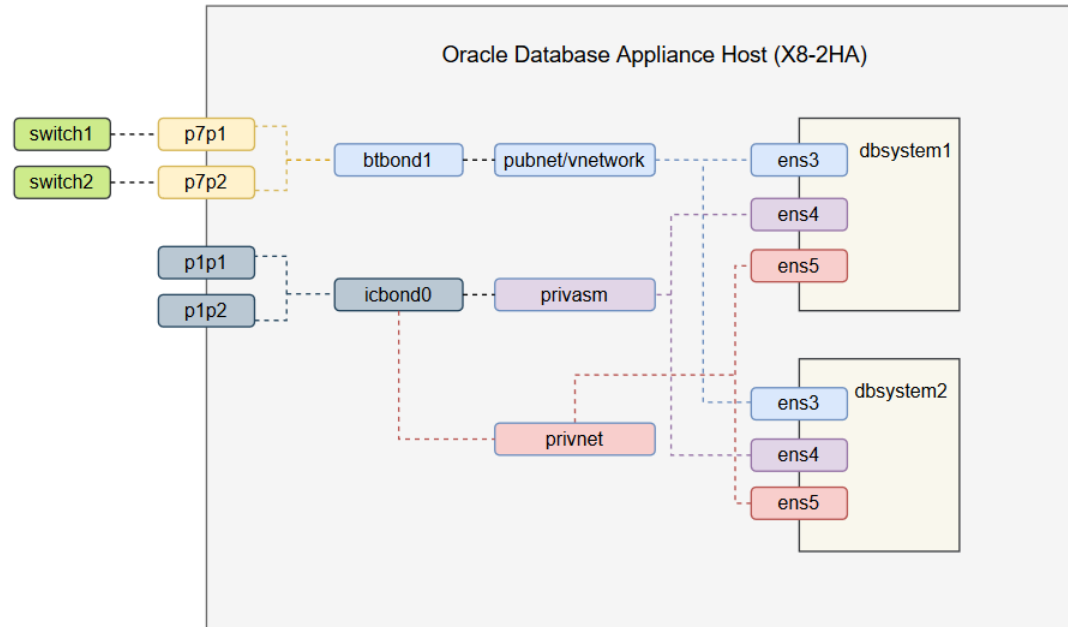 Oracle Database Appliance Host (X8-2HA)
switch1
p7p1
switch2
p7p2
btbond1
pubnet/vnetwork
ens3
dbsystem1
ens4
ens5
p1p1
p1p2
icbond0
privasm
privnet
ens3
dbsystem2
ens4
ens5